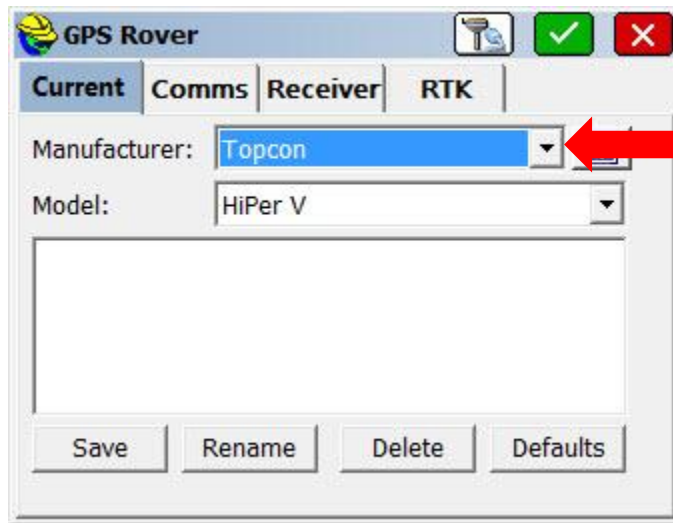 GPS Rover
Current Comms Receiver RTK
Manufacturer: Topcon
Model: HiPer V
Save Rename Delete Defaults